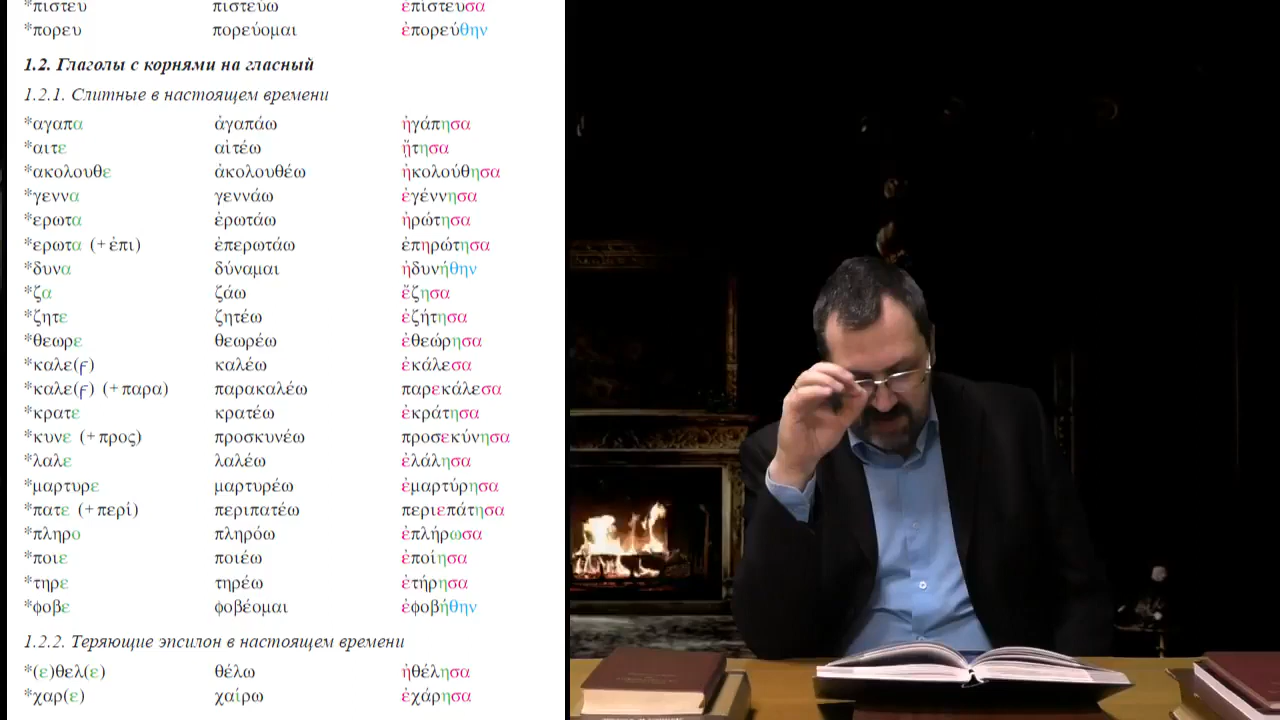 *πιστευ πιστεύω ἐπίστευσα
*πορευ πορεύομαι ἐπορεύθην
1.2. Глаголы с корнями на гласный
1.2.1. Слитные в настоящем времени
*αγαπα ἀγαπάω ἠγάπησα
*αιτε αἰτέω ᾔτησα
*ακολουθε ἀκολουθέω ἠκολούθησα
*γεννα γεννάω ἐγέννησα
*ερωτα ἐρωτάω ἠρώτησα
*ερωτα (+ἐπι) ἐπερωτάω ἐπηρώτησα
*δυνα δύναμαι ἠδυνήθην
*ζα ζάω ἔζησα
*ζητε ζητέω ἐζήτησα
*θεωρε θεωρέω ἐθεώρησα
*καλε(ϝ) καλέω ἐκάλεσα
*καλε(ϝ) (+παρα) παρακαλέω παρεκάλεσα
*κρατε κρατέω ἐκράτησα
*κυνε (+προς) προσκυνέω προσεκύνησα
*λαλε λαλέω ἐλάλησα
*μαρτυρε μαρτυρέω ἐμαρτύρησα
*πατε (+περί) περιπατέω περιεπάτησα
*πληρο πληρόω ἐπλήρωσα
*ποιε ποιέω ἐποίησα
*τηρε τηρέω ἐτήρησα
*φοβε φοβέομαι ἐφοβήθην
1.2.2. Теряющие эпсилон в настоящем времени
*(ε)θελ(ε) θέλω ἠθέλησα
*χαρ(ε) χαίρω ἐχάρησα